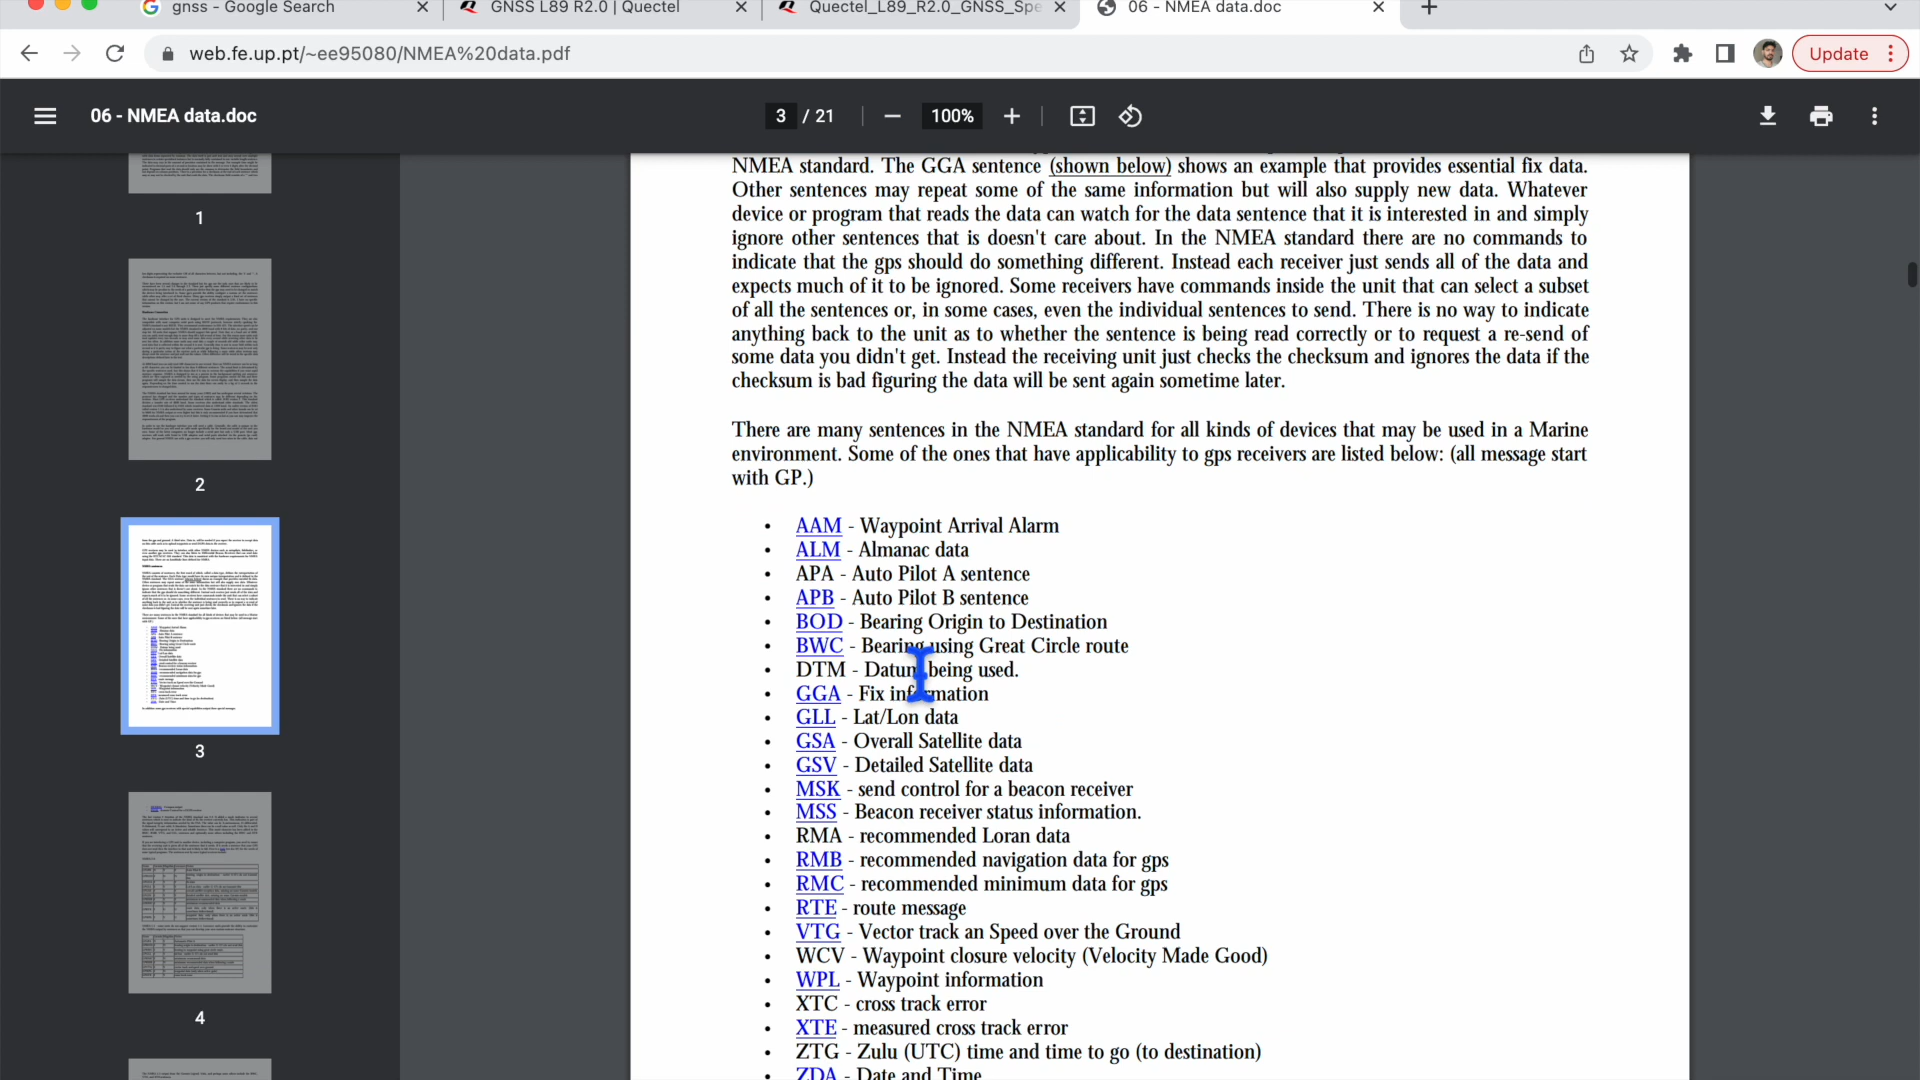 gnss - Google Search
GNSS L89 R2.0 | Quectel
Quectel_L89_R2.0_GNSS_Spe
06 - NMEA data.doc
web.fe.up.pt/~ee95080/NMEA%20data.pdf
Update
06 - NMEA data.doc
3 / 21
100%
1
2
3
4
NMEA standard. The GGA sentence (shown below) shows an example that provides essential fix data.
Other sentences may repeat some of the same information but will also supply new data. Whatever
device or program that reads the data can watch for the data sentence that it is interested in and simply
ignore other sentences that is doesn't care about. In the NMEA standard there are no commands to
indicate that the gps should do something different. Instead each receiver just sends all of the data and
expects much of it to be ignored. Some receivers have commands inside the unit that can select a subset
of all the sentences or, in some cases, even the individual sentences to send. There is no way to indicate
anything back to the unit as to whether the sentence is being read correctly or to request a re-send of
some data you didn't get. Instead the receiving unit just checks the checksum and ignores the data if the
checksum is bad figuring the data will be sent again sometime later.
There are many sentences in the NMEA standard for all kinds of devices that may be used in a Marine
environment. Some of the ones that have applicability to gps receivers are listed below: (all message start
with GP.)
• AAM - Waypoint Arrival Alarm
• ALM - Almanac data
• APA - Auto Pilot A sentence
• APB - Auto Pilot B sentence
• BOD - Bearing Origin to Destination
• BWC - Bearing using Great Circle route
• DTM - Datum being used.
• GGA - Fix information
• GLL - Lat/Lon data
• GSA - Overall Satellite data
• GSV - Detailed Satellite data
• MSK - send control for a beacon receiver
• MSS - Beacon receiver status information.
• RMA - recommended Loran data
• RMB - recommended navigation data for gps
• RMC - recommended minimum data for gps
• RTE - route message
• VTG - Vector track an Speed over the Ground
• WCV - Waypoint closure velocity (Velocity Made Good)
• WPL - Waypoint information
• XTC - cross track error
• XTE - measured cross track error
• ZTG - Zulu (UTC) time and time to go (to destination)
• ZDA - Date and Time